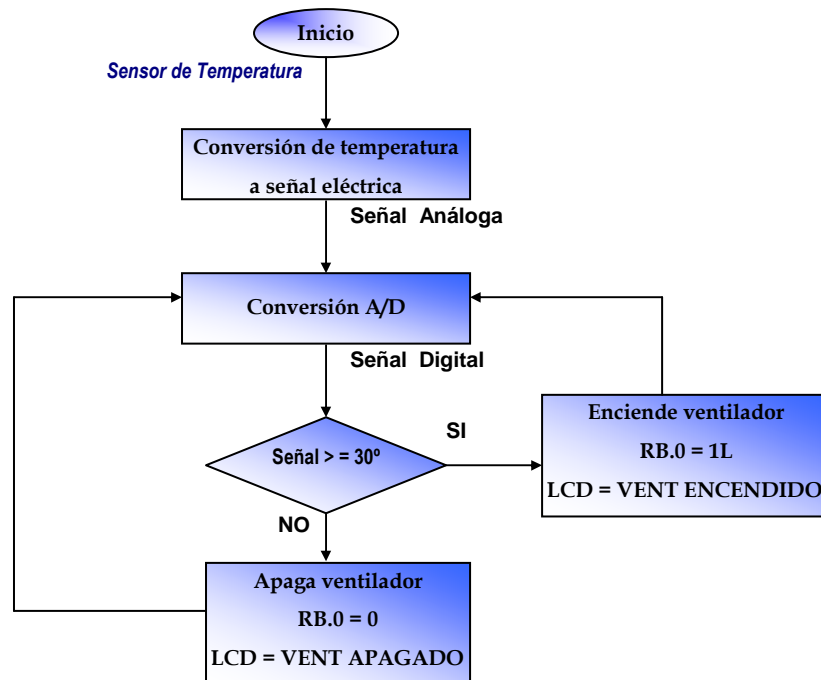 Inicio
Sensor de Temperatura
Conversión de temperatura
a señal eléctrica
Señal Análoga
Conversión A/D
Señal Digital
Señal > = 30º
SI
Enciende ventilador
RB.0 = 1L
LCD = VENT ENCENDIDO
NO
Apaga ventilador
RB.0 = 0
LCD = VENT APAGADO